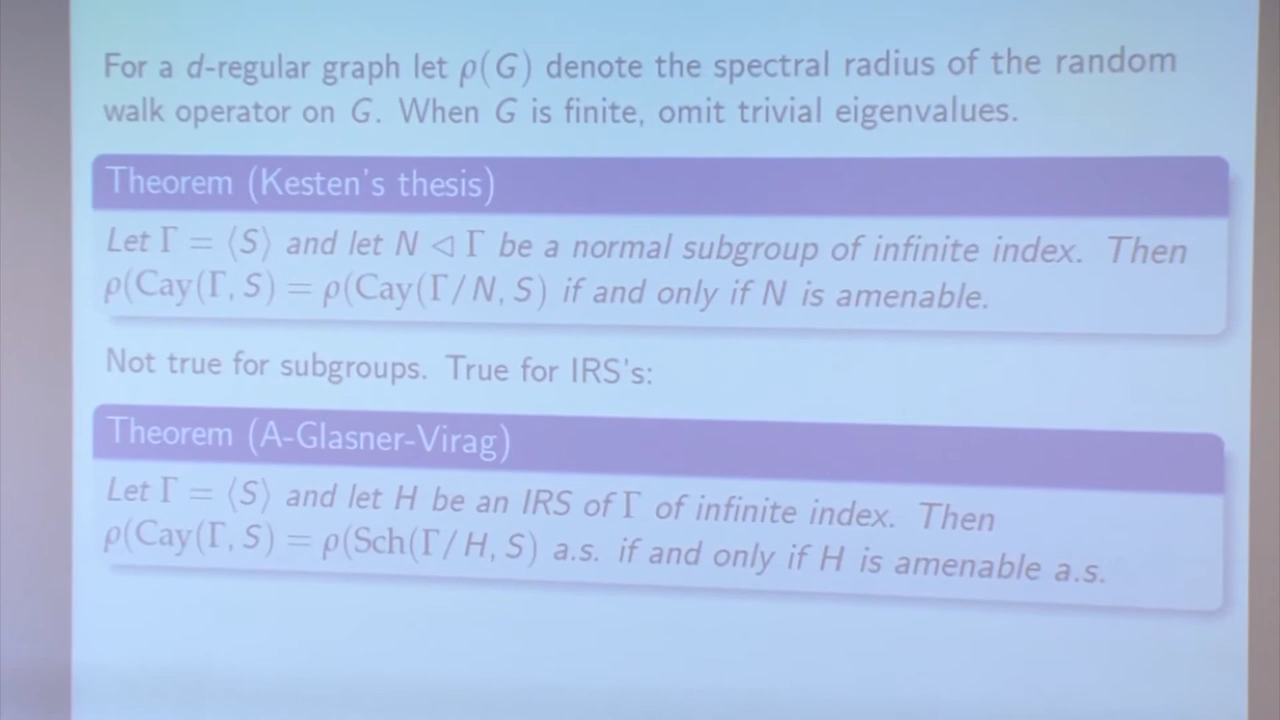 For a d-regular graph let ρ(G) denote the spectral radius of the random
walk operator on G. When G is finite, omit trivial eigenvalues.
Theorem (Kesten's thesis)
Let Γ = ⟨S⟩ and let N ◁ Γ be a normal subgroup of infinite index. Then
ρ(Cay(Γ, S) = ρ(Cay(Γ/N, S) if and only if N is amenable.
Not true for subgroups. True for IRS's:
Theorem (A-Glasner-Virag)
Let Γ = ⟨S⟩ and let H be an IRS of Γ of infinite index. Then
ρ(Cay(Γ, S) = ρ(Sch(Γ/H, S) a.s. if and only if H is amenable a.s.